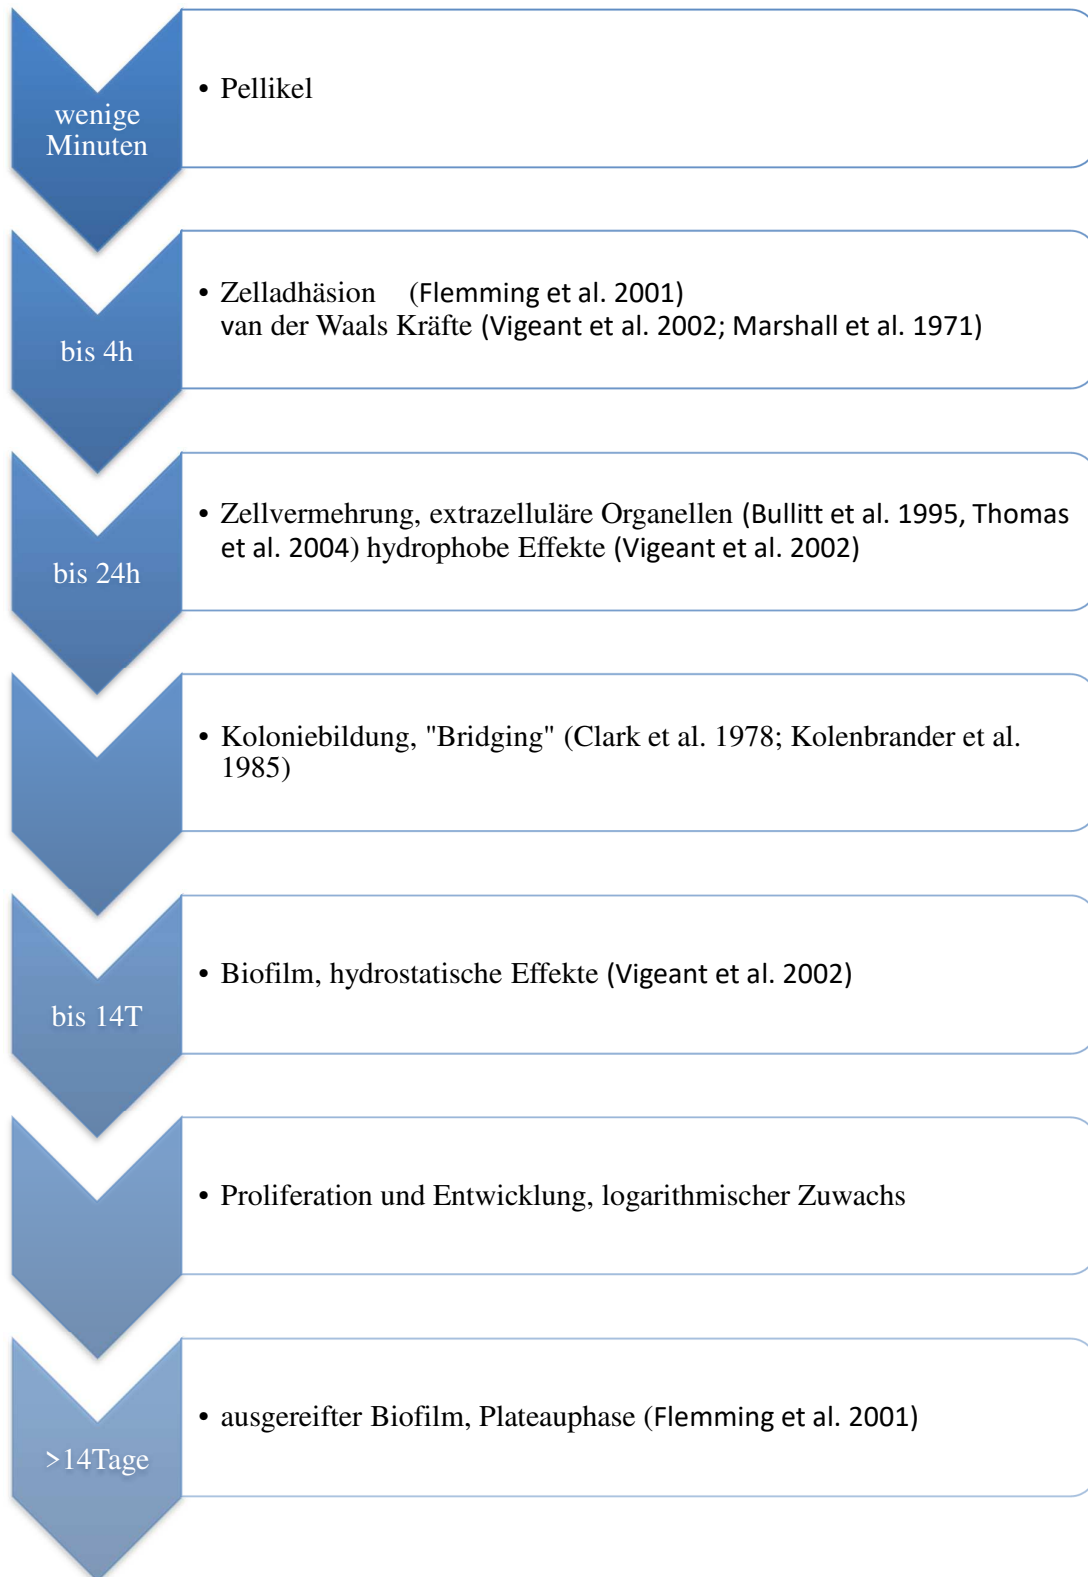 wenige
Minuten
• Pellikel
bis 4h
• Zelladhäsion (Flemming et al. 2001)
van der Waals Kräfte (Vigeant et al. 2002; Marshall et al. 1971)
bis 24h
• Zellvermehrung, extrazelluläre Organellen (Bullitt et al. 1995, Thomas
et al. 2004) hydrophobe Effekte (Vigeant et al. 2002)
• Koloniebildung, "Bridging" (Clark et al. 1978; Kolenbrander et al.
1985)
bis 14T
• Biofilm, hydrostatische Effekte (Vigeant et al. 2002)
• Proliferation und Entwicklung, logarithmischer Zuwachs
>14Tage
• ausgereifter Biofilm, Plateauphase (Flemming et al. 2001)